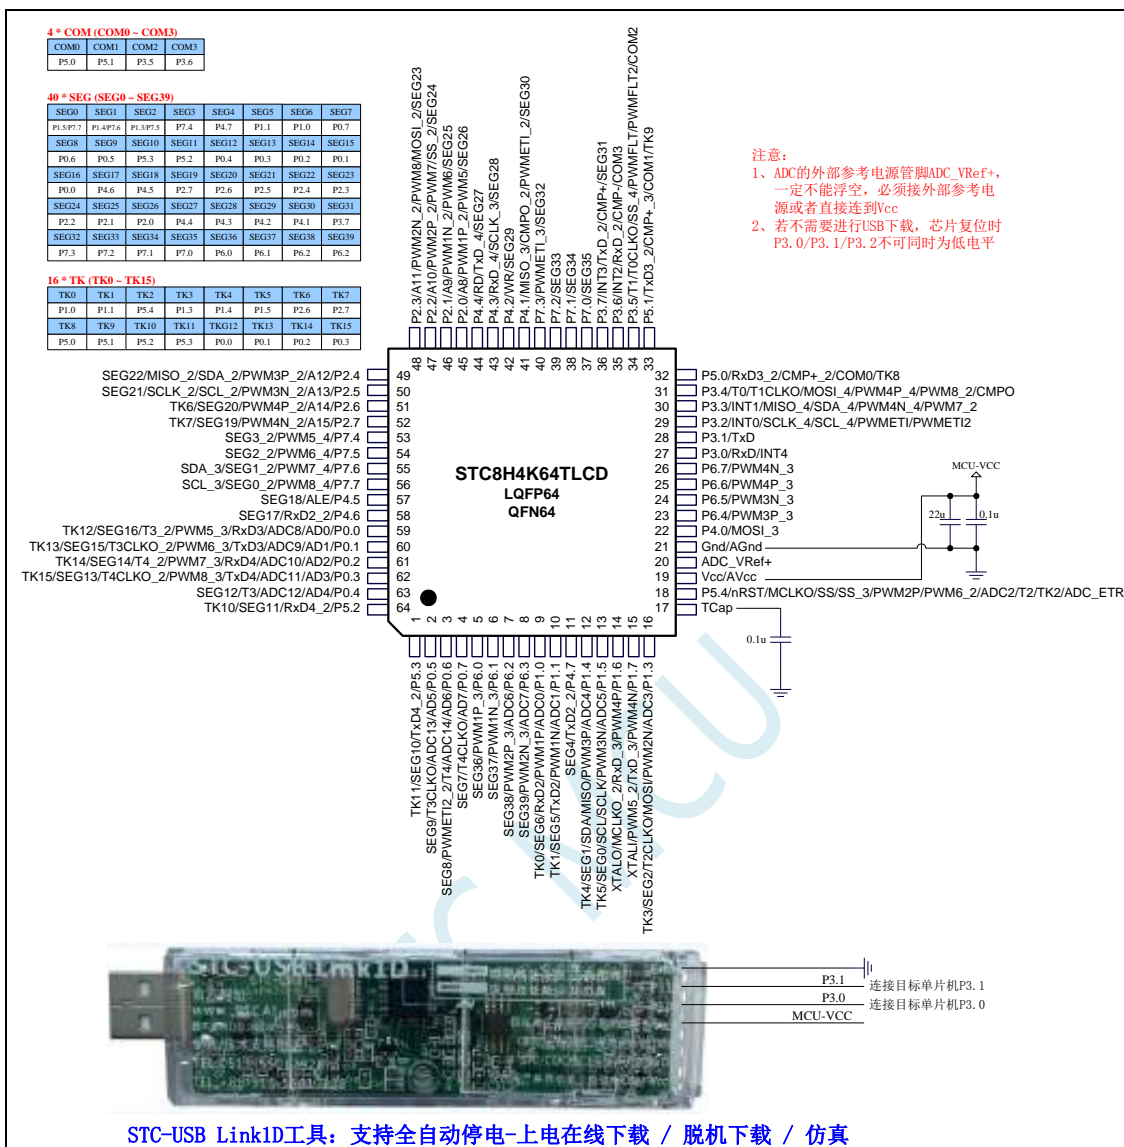 4 * COM (COM0 ~ COM3)
COM0 COM1 COM2 COM3
P5.0 P5.1 P3.5 P3.6
40 * SEG (SEG0 ~ SEG39)
SEG0 SEG1 SEG2 SEG3 SEG4 SEG5 SEG6 SEG7
P1.5/P7.7 P1.4/P7.6 P1.3/P7.5 P7.4 P4.7 P1.1 P1.0 P0.7
SEG8 SEG9 SEG10 SEG11 SEG12 SEG13 SEG14 SEG15
P0.6 P0.5 P5.3 P5.2 P0.4 P0.3 P0.2 P0.1
SEG16 SEG17 SEG18 SEG19 SEG20 SEG21 SEG22 SEG23
P0.0 P4.6 P4.5 P2.7 P2.6 P2.5 P2.4 P2.3
SEG24 SEG25 SEG26 SEG27 SEG28 SEG29 SEG30 SEG31
P2.2 P2.1 P2.0 P4.4 P4.3 P4.2 P4.1 P3.7
SEG32 SEG33 SEG34 SEG35 SEG36 SEG37 SEG38 SEG39
P7.3 P7.2 P7.1 P7.0 P6.0 P6.1 P6.2 P6.2
16 * TK (TK0 ~ TK15)
TK0 TK1 TK2 TK3 TK4 TK5 TK6 TK7
P1.0 P1.1 P5.4 P1.3 P1.4 P1.5 P2.6 P2.7
TK8 TK9 TK10 TK11 TKG12 TK13 TK14 TK15
P5.0 P5.1 P5.2 P5.3 P0.0 P0.1 P0.2 P0.3
P2.3/A11/PWM2N_2/PWM8/MOSI_2/SEG23
P2.2/A10/PWM2P_2/PWM7/SS_2/SEG24
P2.1/A9/PWM1N_2/PWM6/SEG25
P2.0/A8/PWM1P_2/PWM5/SEG26
P4.4/RD/TxD_4/SEG27
P4.3/RxD_4/SCLK_3/SEG28
P4.2/WR/SEG29
P4.1/MISO_3/CMPO_2/PWMETI_2/SEG30
P7.3/PWMETI_3/SEG32
P7.2/SEG33
P7.1/SEG34
P7.0/SEG35
P3.7/INT3/TxD_2/CMP+/SEG31
P3.6/INT2/RxD_2/CMP-/COM3
P3.5/T1/T0CLKO/SS_4/PWMFLT/PWMFLT2/COM2
P5.1/TxD3_2/CMP+_3/COM1/TK9
注意：
1、ADC的外部参考电源管脚ADC_VRef+，
一定不能浮空，必须接外部参考电
源或者直接连到Vcc
2、若不需要进行USB下载，芯片复位时
P3.0/P3.1/P3.2不可同时为低电平
48 47 46 45 44 43 42 41 40 39 38 37 36 35 34 33
SEG22/MISO_2/SDA_2/PWM3P_2/A12/P2.4 49
SEG21/SCLK_2/SCL_2/PWM3N_2/A13/P2.5 50
TK6/SEG20/PWM4P_2/A14/P2.6 51
TK7/SEG19/PWM4N_2/A15/P2.7 52
SEG3_2/PWM5_4/P7.4 53
SEG2_2/PWM6_4/P7.5 54
SDA_3/SEG1_2/PWM7_4/P7.6 55
SCL_3/SEG0_2/PWM8_4/P7.7 56
SEG18/ALE/P4.5 57
SEG17/RxD2_2/P4.6 58
TK12/SEG16/T3_2/PWM5_3/RxD3/ADC8/AD0/P0.0 59
TK13/SEG15/T3CLKO_2/PWM6_3/TxD3/ADC9/AD1/P0.1 60
TK14/SEG14/T4_2/PWM7_3/RxD4/ADC10/AD2/P0.2 61
TK15/SEG13/T4CLKO_2/PWM8_3/TxD4/ADC11/AD3/P0.3 62
SEG12/T3/ADC12/AD4/P0.4 63
TK10/SEG11/RxD4_2/P5.2 64
STC8H4K64TLCD
LQFP64
QFN64
32 P5.0/RxD3_2/CMP+_2/COM0/TK8
31 P3.4/T0/T1CLKO/MOSI_4/PWM4P_4/PWM8_2/CMPO
30 P3.3/INT1/MISO_4/SDA_4/PWM4N_4/PWM7_2
29 P3.2/INT0/SCLK_4/SCL_4/PWMETI/PWMETI2
28 P3.1/TxD
27 P3.0/RxD/INT4
26 P6.7/PWM4N_3
25 P6.6/PWM4P_3
24 P6.5/PWM3N_3
23 P6.4/PWM3P_3
22 P4.0/MOSI_3
21 Gnd/AGnd
20 ADC_VRef+
19 Vcc/AVcc
18 P5.4/nRST/MCLKO/SS/SS_3/PWM2P/PWM6_2/ADC2/T2/TK2/ADC_ETR
17 TCap
MCU-VCC
22u 0.1u
0.1u
1 2 3 4 5 6 7 8 9 10 11 12 13 14 15 16
TK11/SEG10/TxD4_2/P5.3
SEG9/T3CLKO/ADC13/AD5/P0.5
SEG8/PWMETI2_2/T4/ADC14/AD6/P0.6
SEG7/T4CLKO/AD7/P0.7
SEG36/PWM1P_3/P6.0
SEG37/PWM1N_3/P6.1
SEG38/PWM2P_3/ADC6/P6.2
SEG39/PWM2N_3/ADC7/P6.3
TK0/SEG6/RxD2/PWM1P/ADC0/P1.0
TK1/SEG5/TxD2/PWM1N/ADC1/P1.1
SEG4/TxD2_2/P4.7
TK4/SEG1/SDA/MISO/PWM3P/ADC4/P1.4
TK5/SEG0/SCL/SCLK/PWM3N/ADC5/P1.5
XTALO/MCLKO_2/RxD_3/PWM4P/P1.6
XTALI/PWM5_2/TxD_3/PWM4N/P1.7
TK3/SEG2/T2CLKO/MOSI/PWM2N/ADC3/P1.3
STC MCU
STC-USB Link1D
P3.1 连接目标单片机P3.1
P3.0 连接目标单片机P3.0
MCU-VCC
STC-USB Link1D工具：支持全自动停电-上电在线下载 / 脱机下载 / 仿真